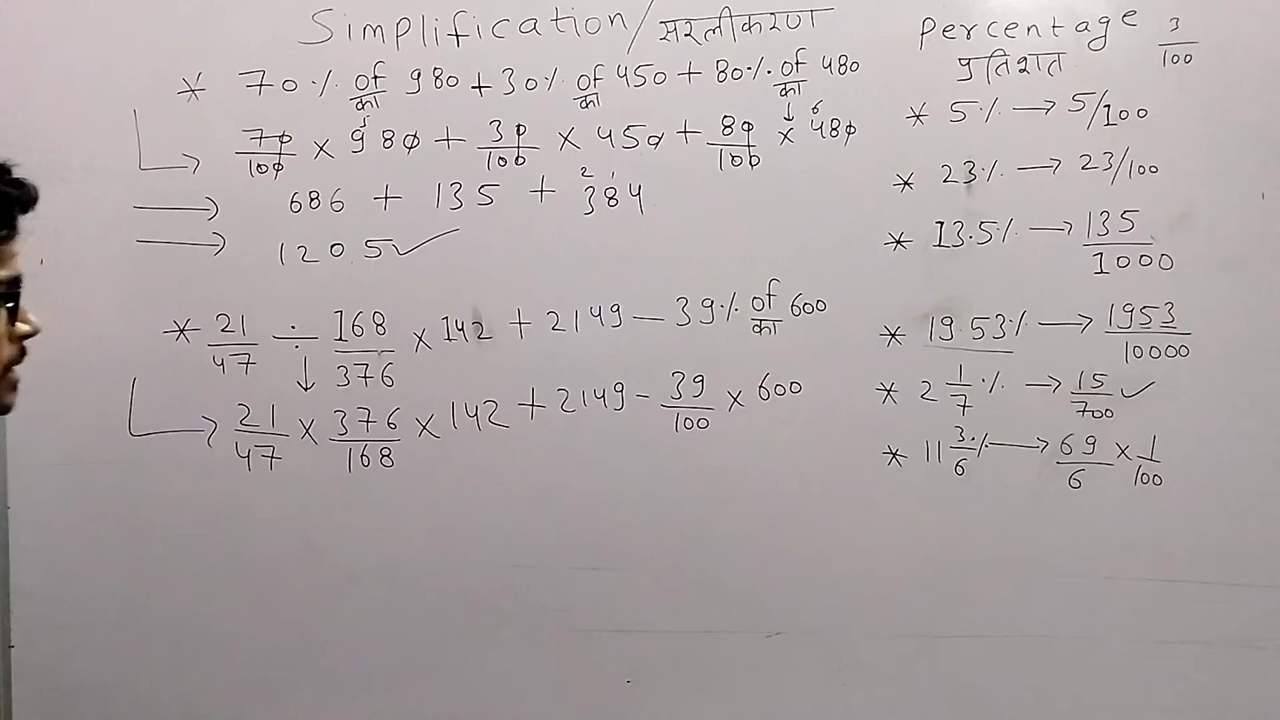 Simplification/सरलीकरण
* 70% of का 980 + 30% of का 450 + 80% of का 480
→ 70/100 × 980 + 30/100 × 450 + 80/100 × 480
→ 686 + 135 + 384
→ 1205 ✓
* 21/47 ÷ 168/376 × 142 + 2149 – 39% of का 600
→ 21/47 × 376/168 × 142 + 2149 – 39/100 × 600
Percentage 3/100
प्रतिशत
* 5% → 5/100
* 23% → 23/100
* 13.5% → 135/1000
* 19.53% → 1953/10000
* 2 1/7 % → 15/700 ✓
* 11 3/6 % → 69/6 × 1/100